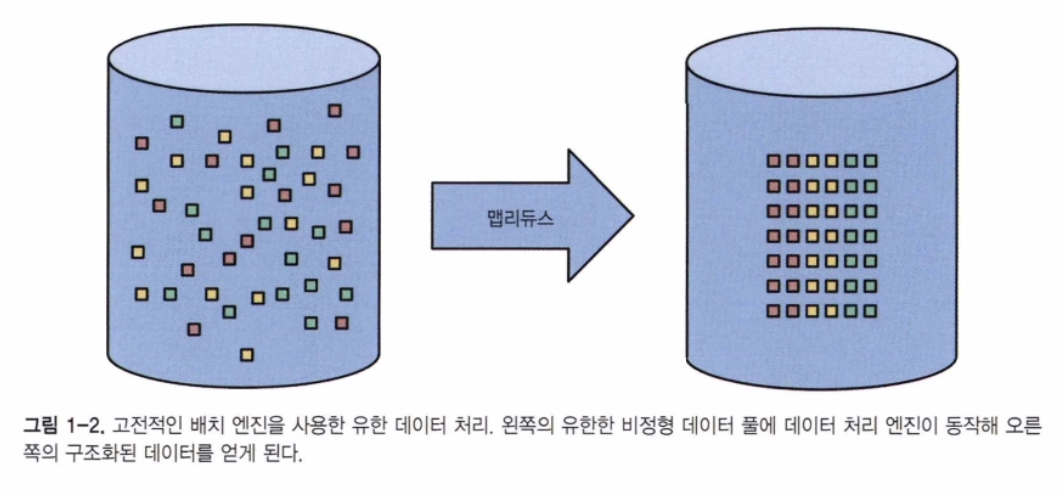 맵리듀스
그림 1-2. 고전적인 배치 엔진을 사용한 유한 데이터 처리. 왼쪽의 유한한 비정형 데이터 풀에 데이터 처리 엔진이 동작해 오른
쪽의 구조화된 데이터를 얻게 된다.